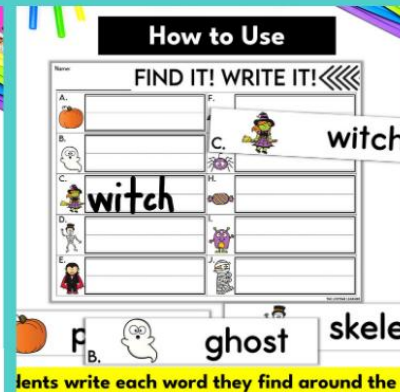 How to Use
Name:
FIND IT! WRITE IT!
A.
F.
B.
C.
witch
C.
witch
H.
D.
I.
E.
J.
p
B.
ghost
skele
dents write each word they find around the